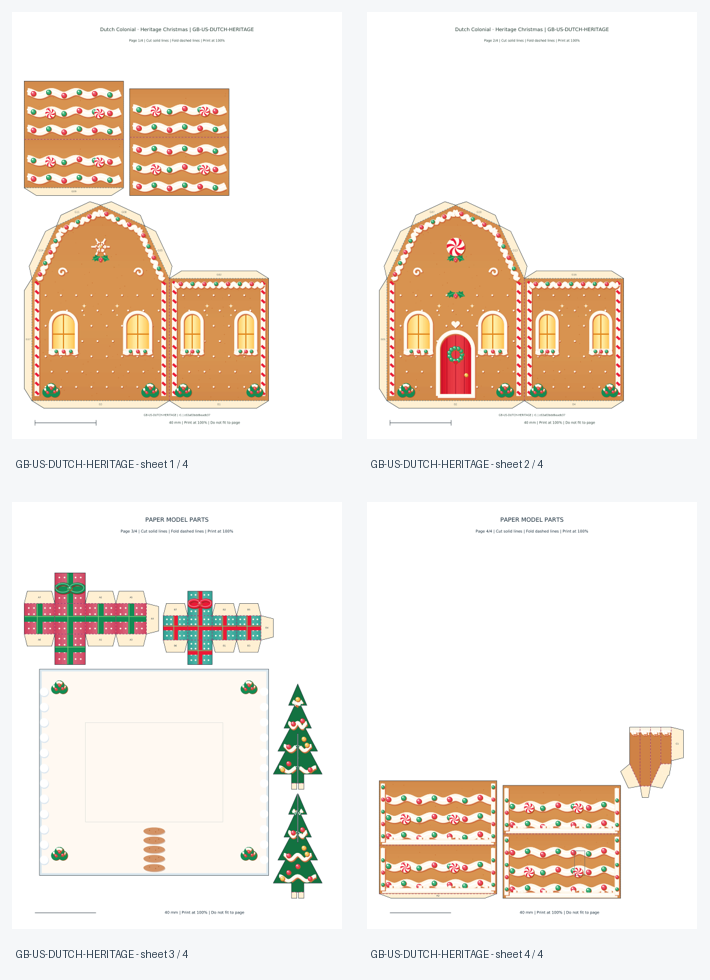 Dutch Colonial - Heritage Christmas | GB-US-DUTCH-HERITAGE
Page 1/4 | Cut solid lines | Fold dashed lines | Print at 100%
40 mm | Print at 100% | Do not fit to page
GB-US-DUTCH-HERITAGE - sheet 1 / 4
Dutch Colonial - Heritage Christmas | GB-US-DUTCH-HERITAGE
Page 2/4 | Cut solid lines | Fold dashed lines | Print at 100%
40 mm | Print at 100% | Do not fit to page
GB-US-DUTCH-HERITAGE - sheet 2 / 4
PAPER MODEL PARTS
Page 3/4 | Cut solid lines | Fold dashed lines | Print at 100%
40 mm | Print at 100% | Do not fit to page
GB-US-DUTCH-HERITAGE - sheet 3 / 4
PAPER MODEL PARTS
Page 4/4 | Cut solid lines | Fold dashed lines | Print at 100%
40 mm | Print at 100% | Do not fit to page
GB-US-DUTCH-HERITAGE - sheet 4 / 4